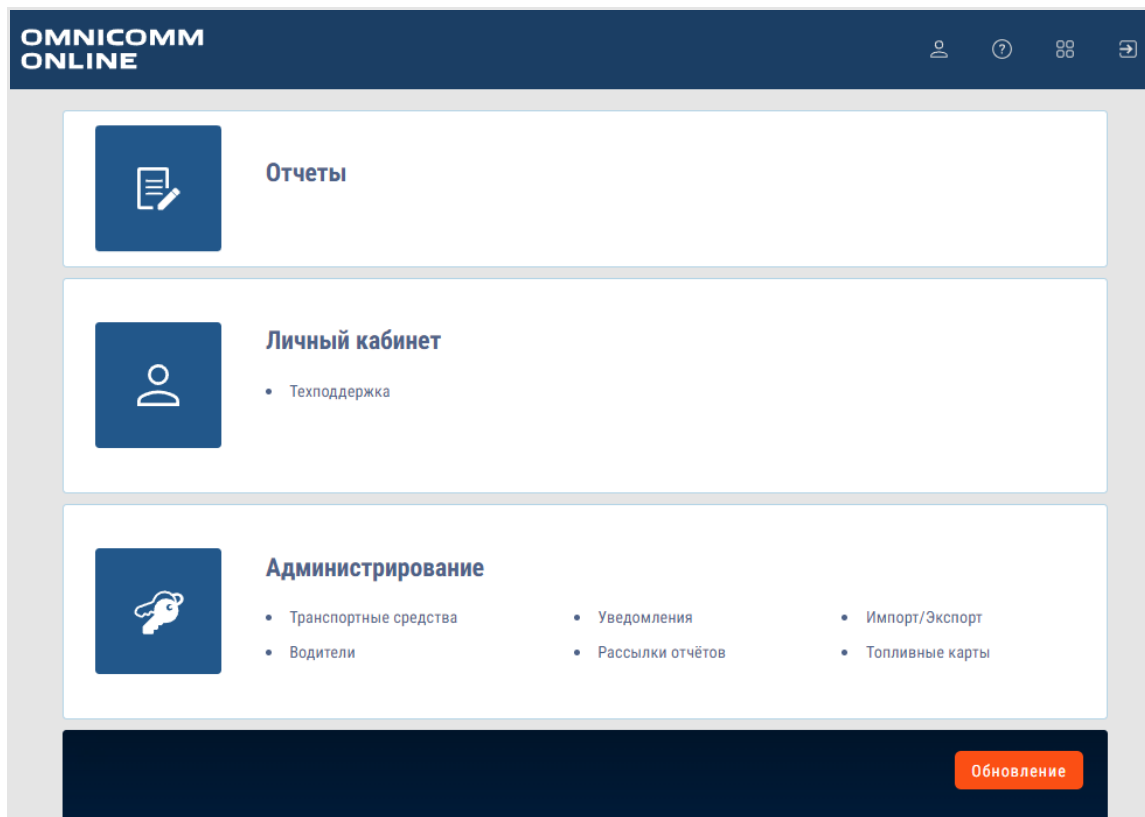 OMNICOMM
ONLINE
Отчеты
Личный кабинет
Техподдержка
Администрирование
Транспортные средства
Уведомления
Импорт/Экспорт
Водители
Рассылки отчётов
Топливные карты
Обновление